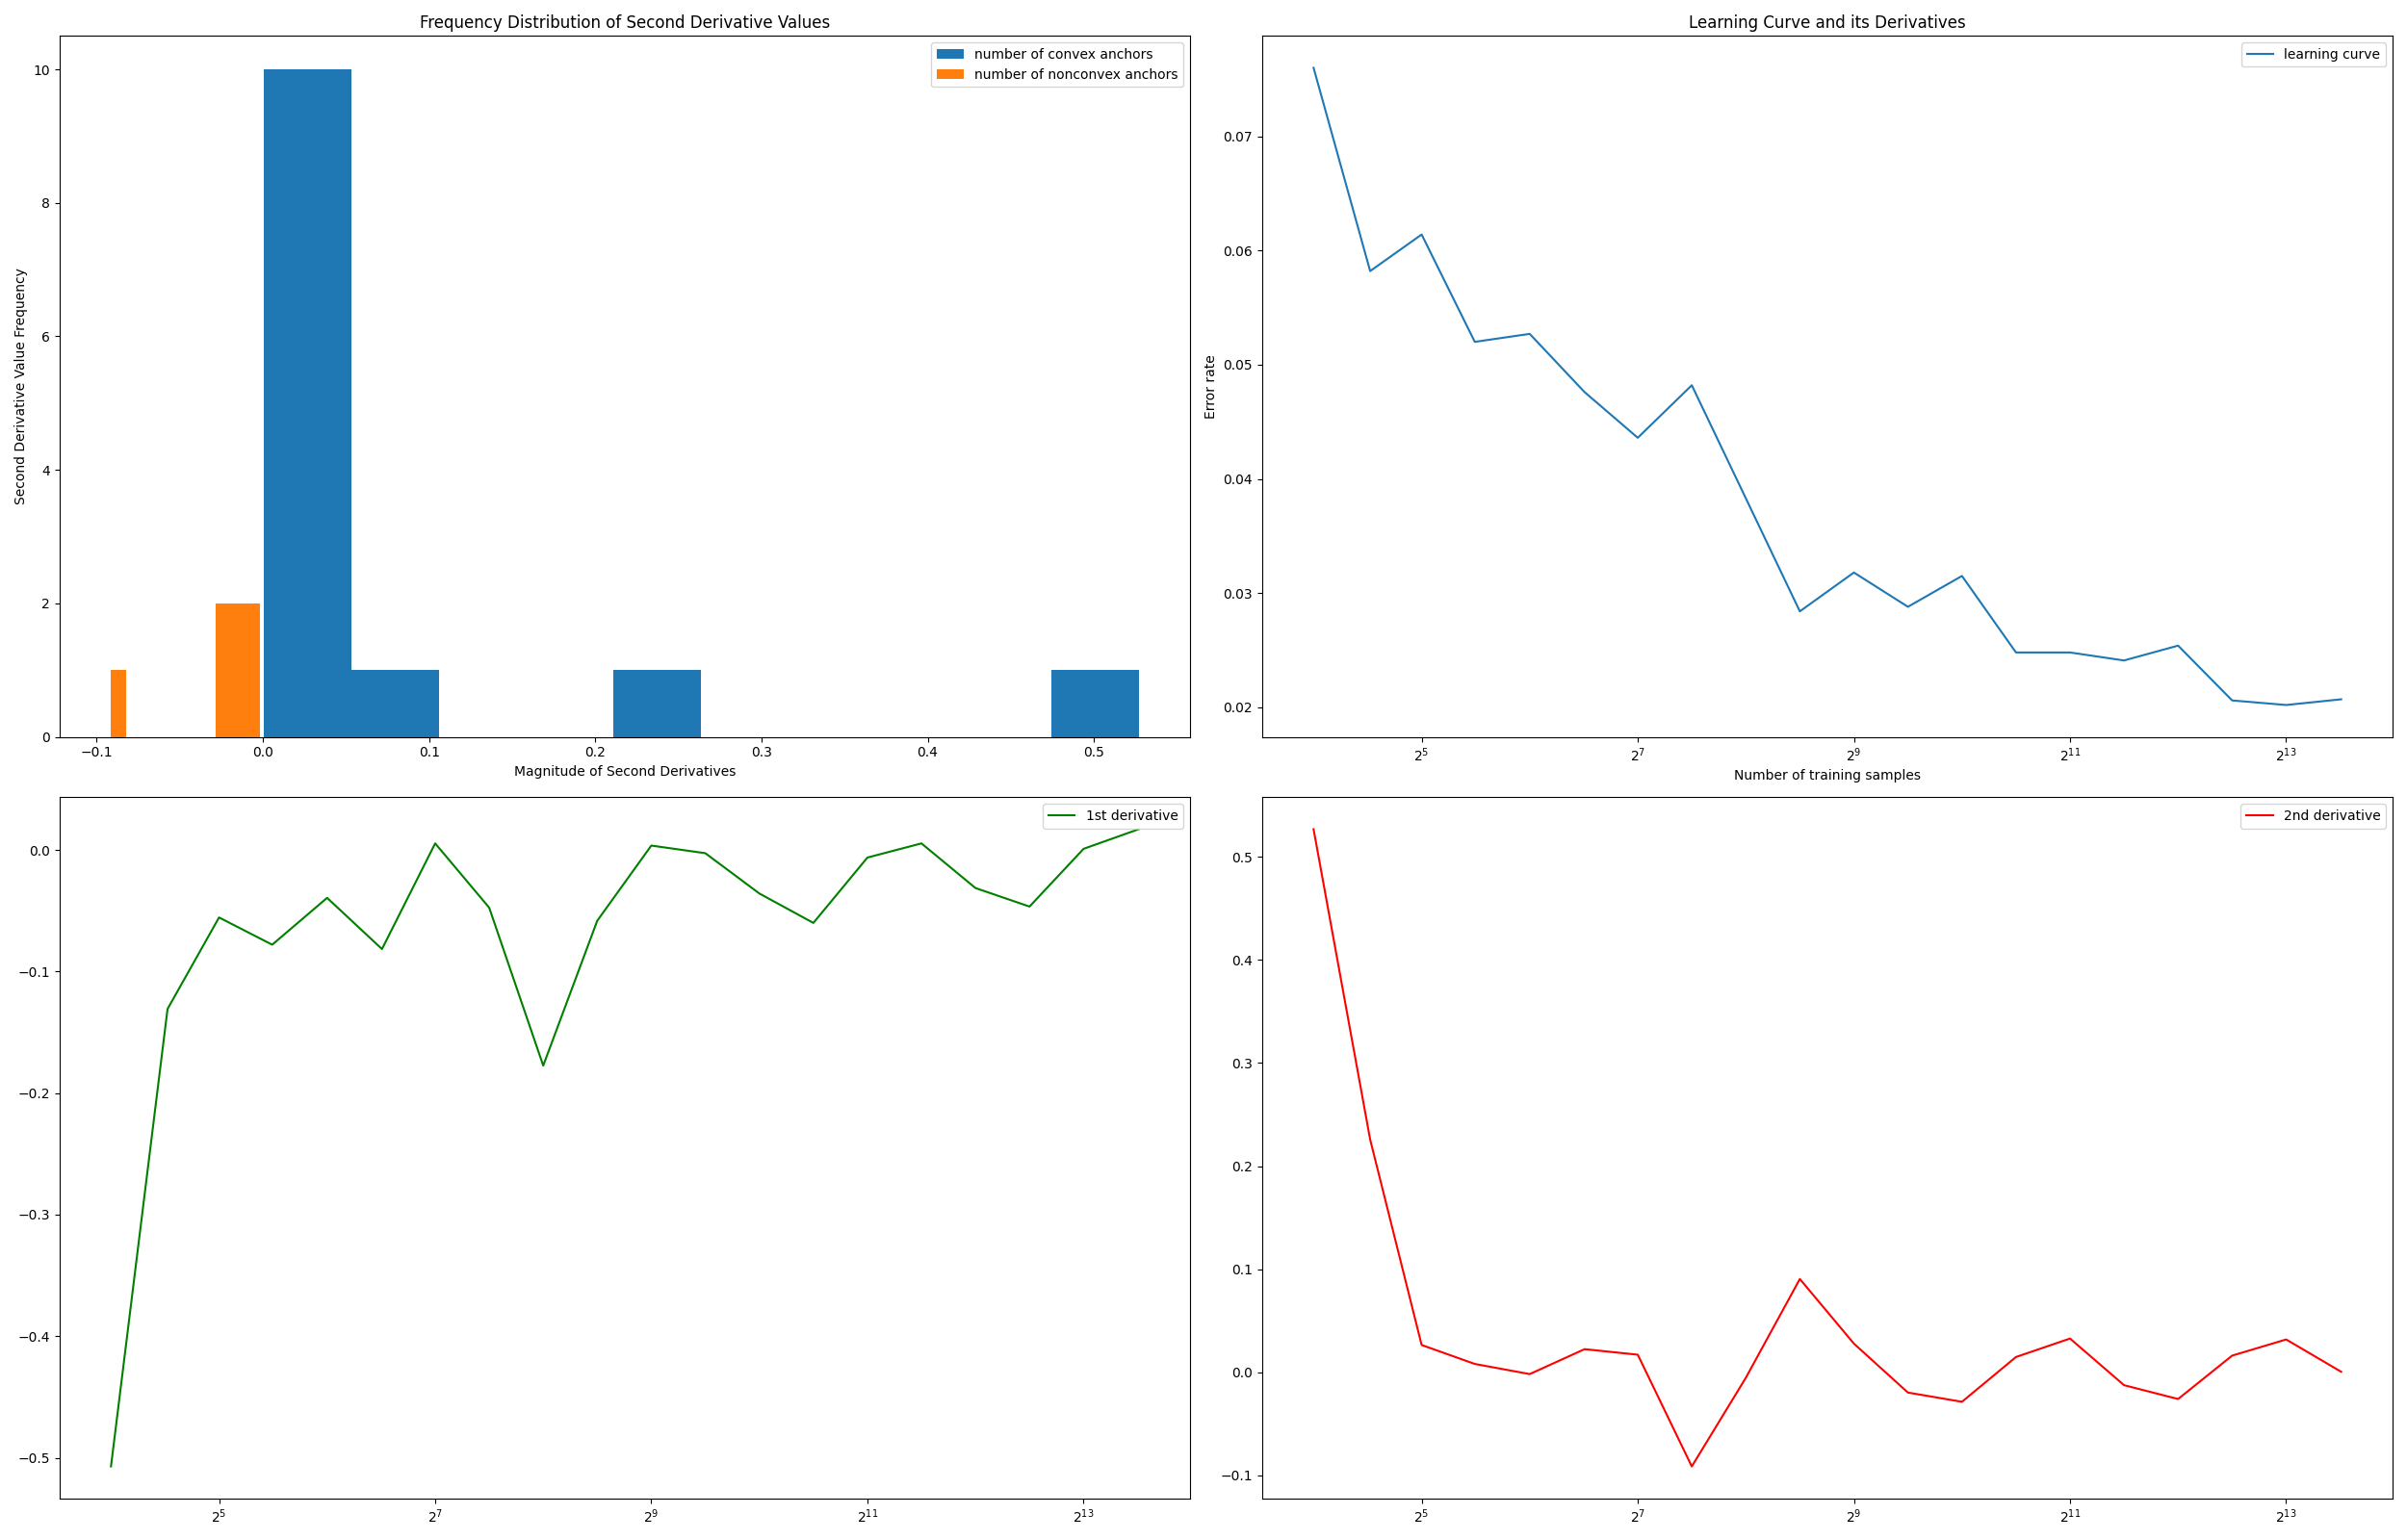 Frequency Distribution of Second Derivative Values
number of convex anchors
number of nonconvex anchors
Second Derivative Value Frequency
10
8
6
4
2
0
−0.1 0.0 0.1 0.2 0.3 0.4 0.5
Magnitude of Second Derivatives
Learning Curve and its Derivatives
learning curve
Error rate
0.07
0.06
0.05
0.04
0.03
0.02
2⁵ 2⁷ 2⁹ 2¹¹ 2¹³
Number of training samples
1st derivative
0.0
−0.1
−0.2
−0.3
−0.4
−0.5
2⁵ 2⁷ 2⁹ 2¹¹ 2¹³
2nd derivative
0.5
0.4
0.3
0.2
0.1
0.0
−0.1
2⁵ 2⁷ 2⁹ 2¹¹ 2¹³